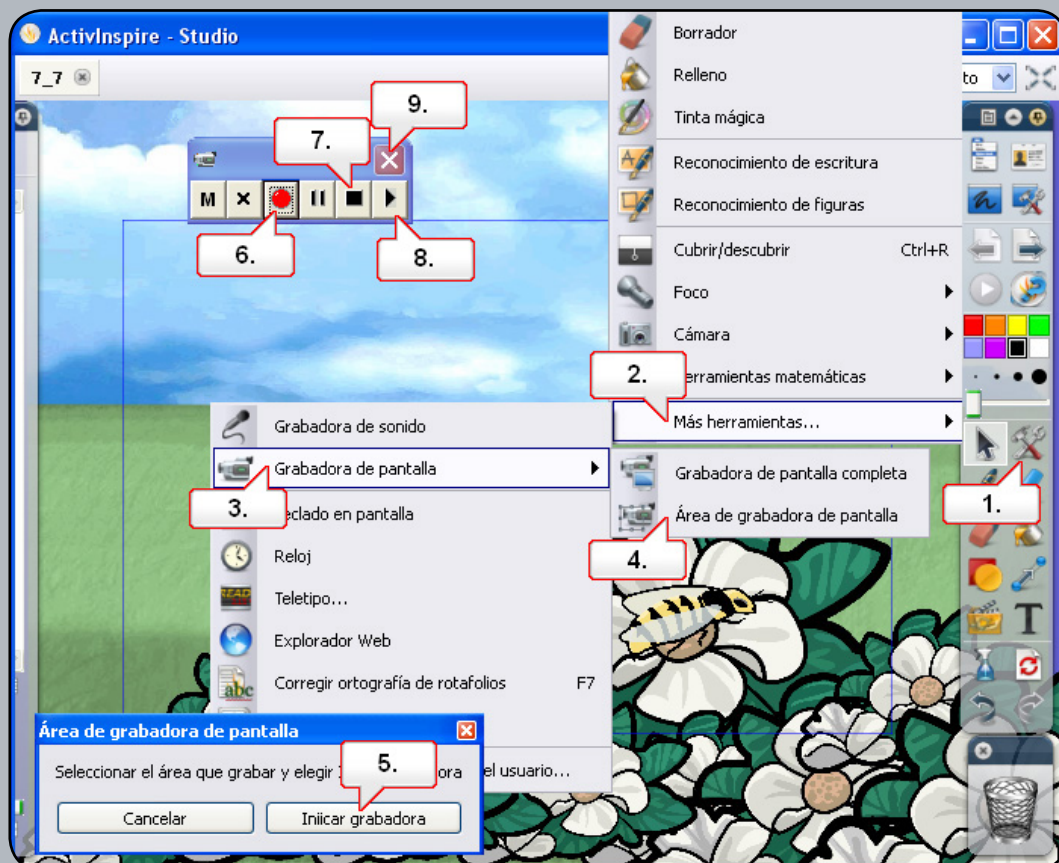 ActivInspire - Studio
7_7
to
Borrador
Relleno
Tinta mágica
Reconocimiento de escritura
Reconocimiento de figuras
Cubrir/descubrir Ctrl+R
Foco
Cámara
erramientas matemáticas
Más herramientas...
9.
7.
M
6.
8.
2.
Grabadora de sonido
Grabadora de pantalla
3.
eclado en pantalla
Reloj
READ
Teletipo...
Explorador Web
abc
Corregir ortografía de rotafolios F7
el usuario...
Grabadora de pantalla completa
Área de grabadora de pantalla
4.
1.
T
Área de grabadora de pantalla
Seleccionar el área que grabar y elegir ora
5.
Cancelar
Iniicar grabadora